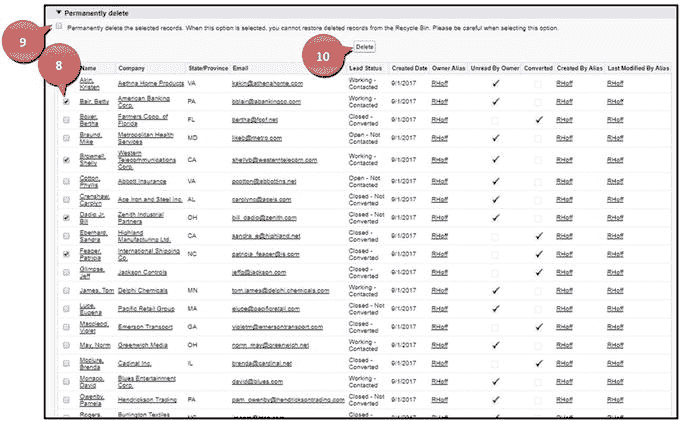 Permanently delete
Permanently delete the selected records. When this option is selected, you cannot restore deleted records from the Recycle Bin. Please be careful when selecting this option.
9
10
Delete
8
Name Company State/Province Email Lead Status Created Date Owner Alias Unread By Owner Converted Created By Alias Last Modified By Alias
Akin, Kristen Aethna Home Products VA kakin@athenahome.com Working - Contacted 9/1/2017 RHoff RHoff RHoff
Bair, Betty American Banking Corp. PA bblair@abankingco.com Working - Contacted 9/1/2017 RHoff RHoff RHoff
Boxer, Bertha Farmers Coop. of Florida FL bertha@fcof.net Closed - Converted 9/1/2017 RHoff RHoff RHoff
Braund, Mike Metropolitan Health Services MD likeb@metro.com Open - Not Contacted 9/1/2017 RHoff RHoff RHoff
Brownell, Shelly Western Telecommunications Corp. CA shellyb@westerntelecom.com Working - Contacted 9/1/2017 RHoff RHoff RHoff
Cotton, Phyllis Abbott Insurance VA pcotton@abbottins.net Open - Not Contacted 9/1/2017 RHoff RHoff RHoff
Crenshaw, Carolyn Ace Iron and Steel Inc. AL carolync@aceis.com Closed - Not Converted 9/1/2017 RHoff RHoff RHoff
Dadio Jr, Bill Zenith Industrial Partners OH bill_dadio@zenith.com Closed - Not Converted 9/1/2017 RHoff RHoff RHoff
Eberhard, Sandra Highland Manufacturing Ltd. CA sandra_e@highland.net Closed - Converted 9/1/2017 RHoff RHoff RHoff
Feager, Patricia International Shipping Co. NC patricia_feager@is.com Closed - Converted 9/1/2017 RHoff RHoff RHoff
Glimpse, Jeff Jackson Controls jeffg@jackson.com Closed - Converted 9/1/2017 RHoff RHoff RHoff
James, Tom Delphi Chemicals MN tom.james@delphi.chemicals.com Working - Contacted 9/1/2017 RHoff RHoff RHoff
Luce, Eugena Pacific Retail Group MA eluce@pacificretail.com Closed - Not Converted 9/1/2017 RHoff RHoff RHoff
Macleod, Violet Emerson Transport GA violetm@emersontransport.com Closed - Converted 9/1/2017 RHoff RHoff RHoff
May, Norm Greenwich Media OH norm_may@greenwich.net Working - Contacted 9/1/2017 RHoff RHoff RHoff
Mcclure, Brenda Cadinal Inc. IL brenda@cardinal.net Closed - Converted 9/1/2017 RHoff RHoff RHoff
Monaco, David Blues Entertainment Corp. david@blues.com Working - Contacted 9/1/2017 RHoff RHoff RHoff
Owenby, Pamela Hendrickson Trading PA pam_owenby@hendricksontrading.com Closed - Not Converted 9/1/2017 RHoff RHoff RHoff
Rogers, Burlington Textiles Closed -